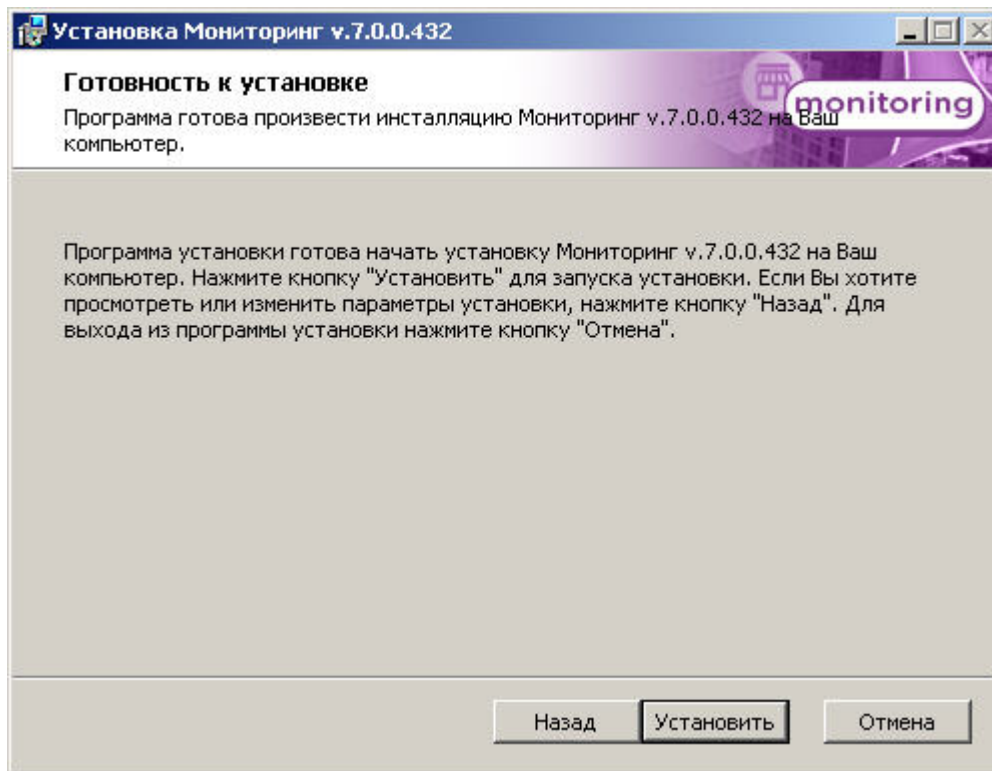 Установка Мониторинг v.7.0.0.432
Готовность к установке
Программа готова произвести инсталляцию Мониторинг v.7.0.0.432 на Ваш
компьютер.
monitoring
Программа установки готова начать установку Мониторинг v.7.0.0.432 на Ваш
компьютер. Нажмите кнопку "Установить" для запуска установки. Если Вы хотите
просмотреть или изменить параметры установки, нажмите кнопку "Назад". Для
выхода из программы установки нажмите кнопку "Отмена".
Назад
Установить
Отмена